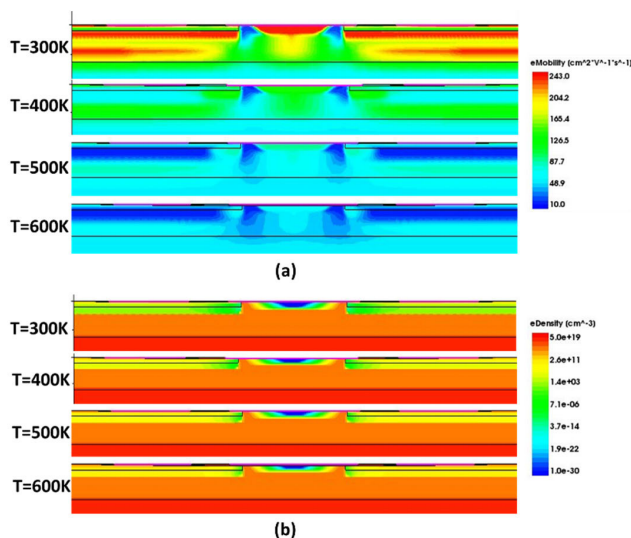 T=300K
T=400K
T=500K
T=600K
eMobility (cm^2*V^-1*s^-1)
243.0
204.2
165.4
126.5
87.7
48.9
10.0
(a)
T=300K
T=400K
T=500K
T=600K
eDensity (cm^-3)
5.0e+19
2.6e+11
1.4e+03
7.1e-06
3.7e-14
1.9e-22
1.0e-30
(b)